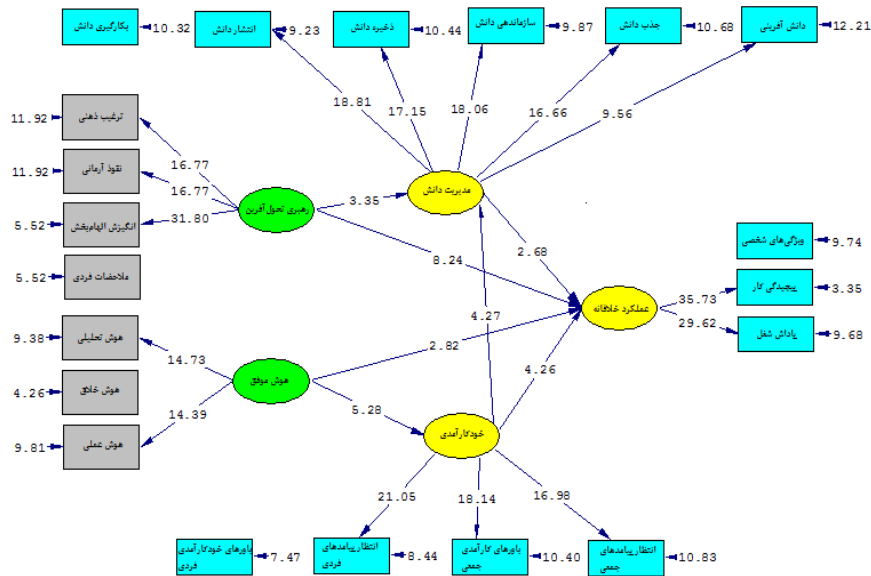 بکارگیری دانش
10.32
انتشار دانش
9.23
ذخیره دانش
10.44
سازماندهی دانش
9.87
جذب دانش
10.68
دانش آفرینی
12.21
18.81
17.15
18.06
16.66
9.56
11.92
ترغیب ذهنی
16.77
11.92
نفوذ آرمانی
16.77
5.52
انگیزش الهام‌بخش
31.80
5.52
ملاحضات فردی
رهبری تحول آفرین
3.35
مدیریت دانش
8.24
2.68
ویژگی‌های شخصی
9.74
پیچیدگی کار
3.35
پاداش شغل
9.68
35.73
29.62
عملکرد خلاقانه
9.38
هوش تحلیلی
14.73
4.26
هوش خلاق
9.81
هوش عملی
14.39
هوش موفق
2.82
4.27
4.26
5.28
خودکارآمدی
21.05
18.14
16.98
باورهای خودکارآمدی
فردی
7.47
انتظار پیامدهای
فردی
8.44
باورهای کارآمدی
جمعی
10.40
انتظار پیامدهای
جمعی
10.83